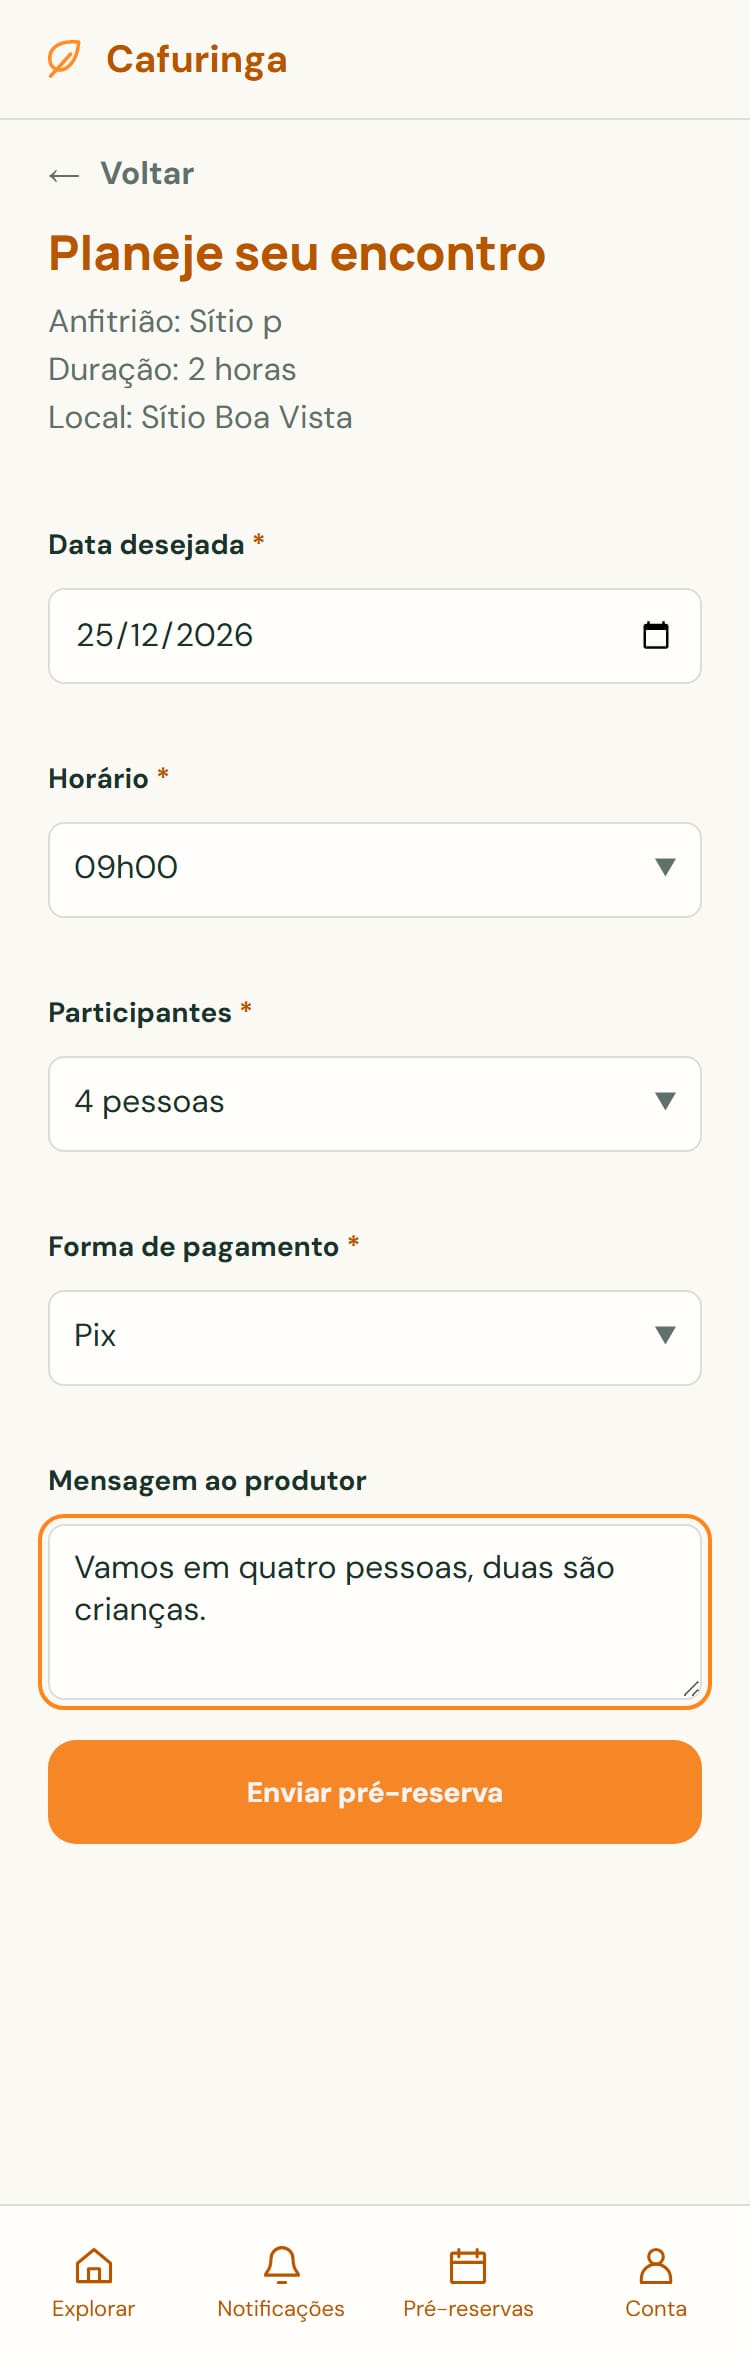 Cafuringa
← Voltar
Planeje seu encontro
Anfitrião: Sítio p
Duração: 2 horas
Local: Sítio Boa Vista
Data desejada *
25/12/2026
Horário *
09h00
Participantes *
4 pessoas
Forma de pagamento *
Pix
Mensagem ao produtor
Vamos em quatro pessoas, duas são
crianças.
Enviar pré-reserva
Explorar
Notificações
Pré-reservas
Conta